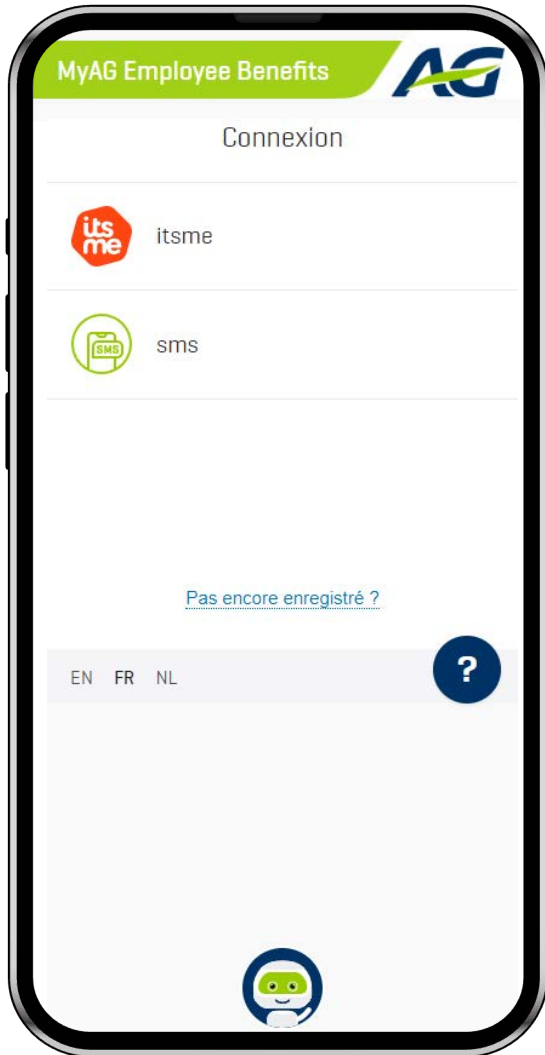 MyAG Employee Benefits
AG
Connexion
its
me
itsme
SMS
sms
Pas encore enregistré ?
EN FR NL
?